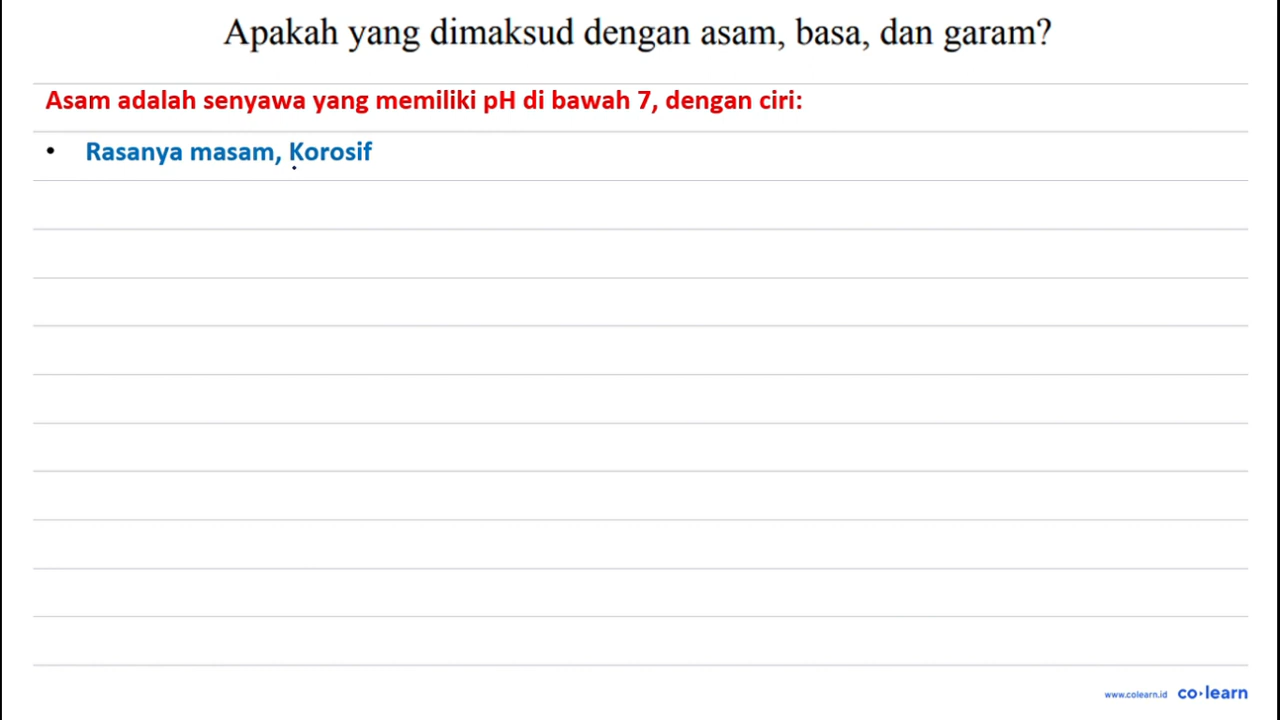 Apakah yang dimaksud dengan asam, basa, dan garam?
Asam adalah senyawa yang memiliki pH di bawah 7, dengan ciri:
• Rasanya masam, Korosif
www.colearn.id co·learn